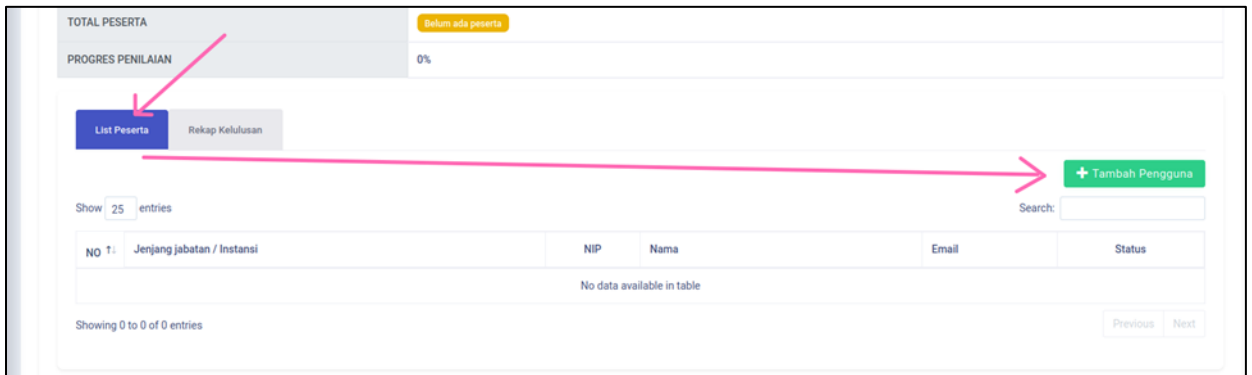 TOTAL PESERTA Belum ada peserta
PROGRES PENILAIAN 0%
List Peserta Rekap Kelulusan
+ Tambah Pengguna
Show 25 entries Search:
NO ↑↓ Jenjang jabatan / Instansi NIP Nama Email Status
No data available in table
Showing 0 to 0 of 0 entries Previous Next